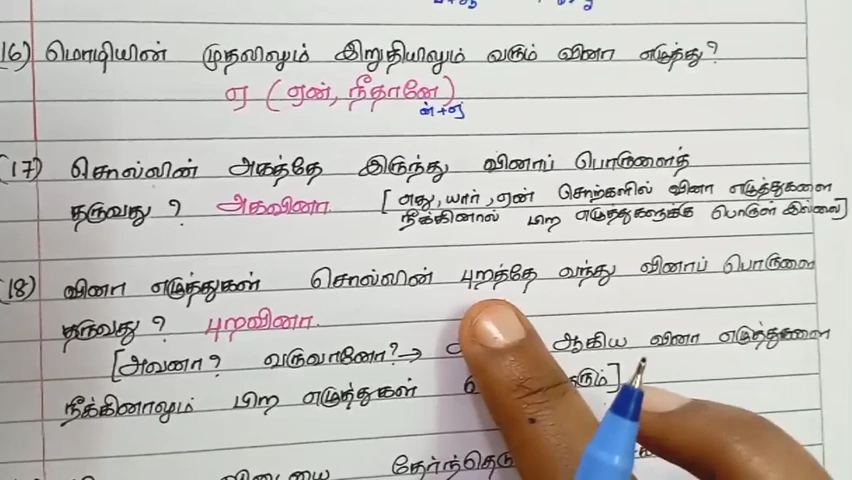 16) மொழியின் முதலிலும் இறுதியிலும் வரும் வினா எழுத்து?
ஏ ( ஏன், நீதானே )
ன்+ஏ
(17) சொல்லின் அகத்தே இருந்து வினாப் பொருளைத்
தருவது ? அகவினா. [ எது, யார், ஏன் சொற்களில் வினா எழுத்துகளை
நீக்கினால் பிற எழுத்துகளுக்கு பொருள் இல்லை]
(18) வினா எழுத்துகள் சொல்லின் புறத்தே வந்து வினாப் பொருளை
தருவது ? புறவினா.
[அவனா? வருவானோ? → ஆகிய வினா எழுத்துகளை
நீக்கினாலும் பிற எழுத்துகள் தரும்]
விடையை